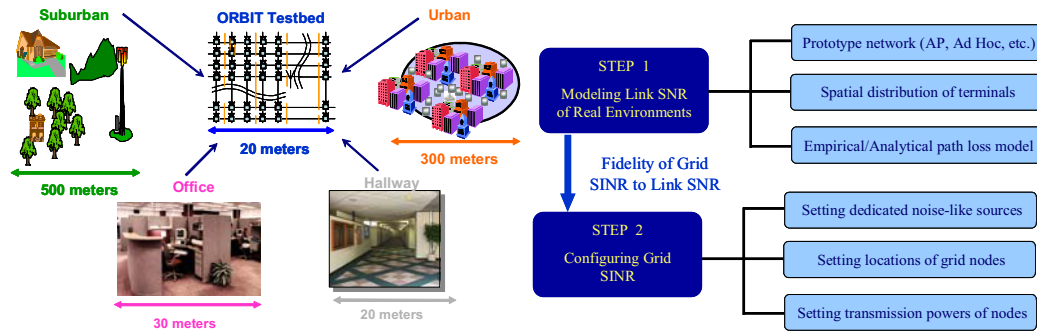 Suburban
ORBIT Testbed
Urban
500 meters
20 meters
300 meters
Office
Hallway
30 meters
20 meters
STEP 1
Modeling Link SNR
of Real Environments
Fidelity of Grid
SINR to Link SNR
STEP 2
Configuring Grid
SINR
Prototype network (AP, Ad Hoc, etc.)
Spatial distribution of terminals
Empirical/Analytical path loss model
Setting dedicated noise-like sources
Setting locations of grid nodes
Setting transmission powers of nodes